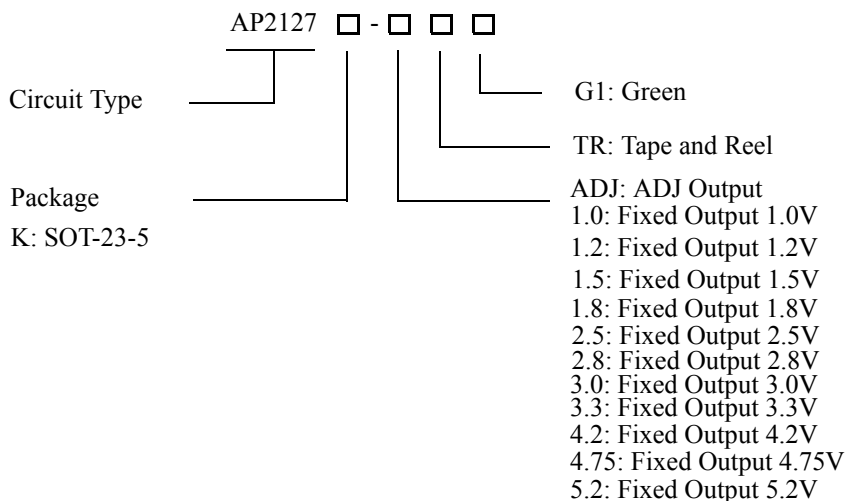 AP2127 □ - □ □ □
Circuit Type
Package
K: SOT-23-5
G1: Green
TR: Tape and Reel
ADJ: ADJ Output
1.0: Fixed Output 1.0V
1.2: Fixed Output 1.2V
1.5: Fixed Output 1.5V
1.8: Fixed Output 1.8V
2.5: Fixed Output 2.5V
2.8: Fixed Output 2.8V
3.0: Fixed Output 3.0V
3.3: Fixed Output 3.3V
4.2: Fixed Output 4.2V
4.75: Fixed Output 4.75V
5.2: Fixed Output 5.2V